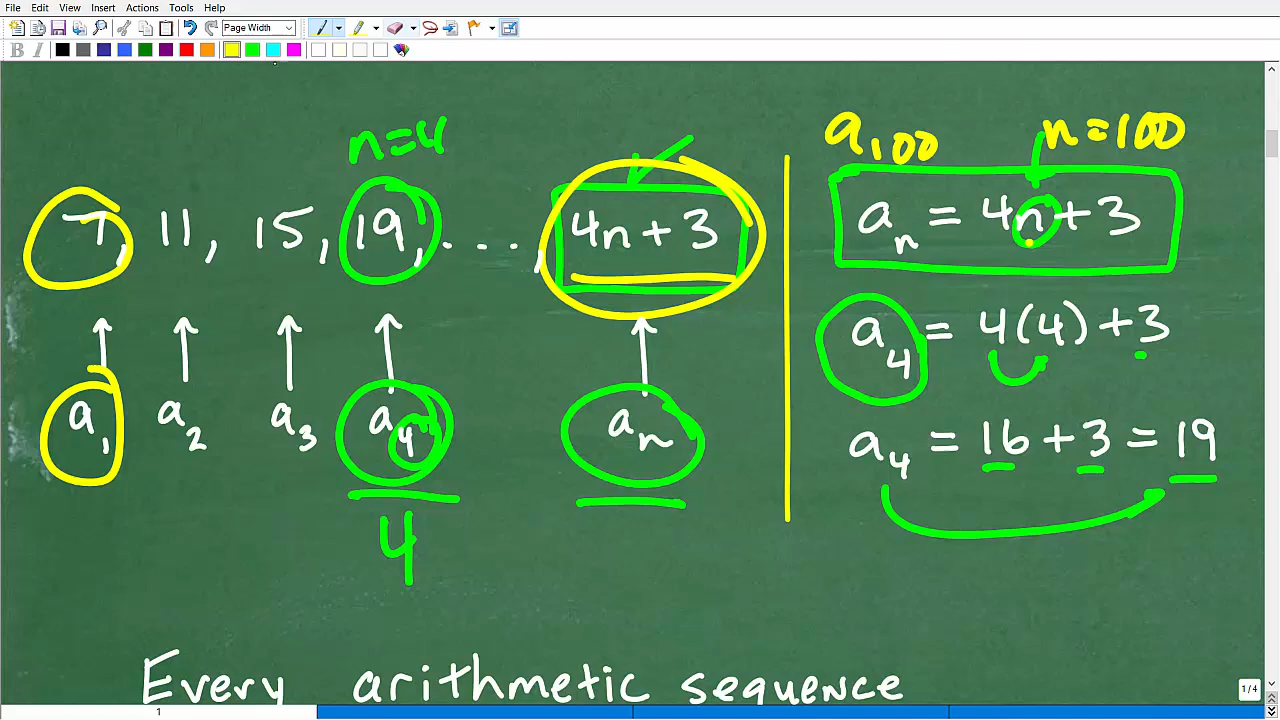 File Edit View Insert Actions Tools Help
Page Width
B I
n=4
7, 11, 15, 19, . . . , 4n + 3
a₁ a₂ a₃ a₄ aₙ
4
a₁₀₀ n=100
aₙ = 4n+3
a₄ = 4(4) + 3
a₄ = 16 + 3 = 19
Every arithmetic sequence
1/4
1